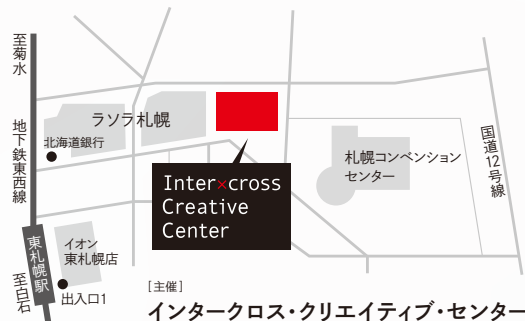 至菊水
地下鉄東西線
ラソラ札幌
北海道銀行
Inter×cross
Creative
Center
札幌コンベンション
センター
国道12号線
東札幌駅
イオン
東札幌店
出入口1
至白石
[主催]
インタークロス・クリエイティブ・センター